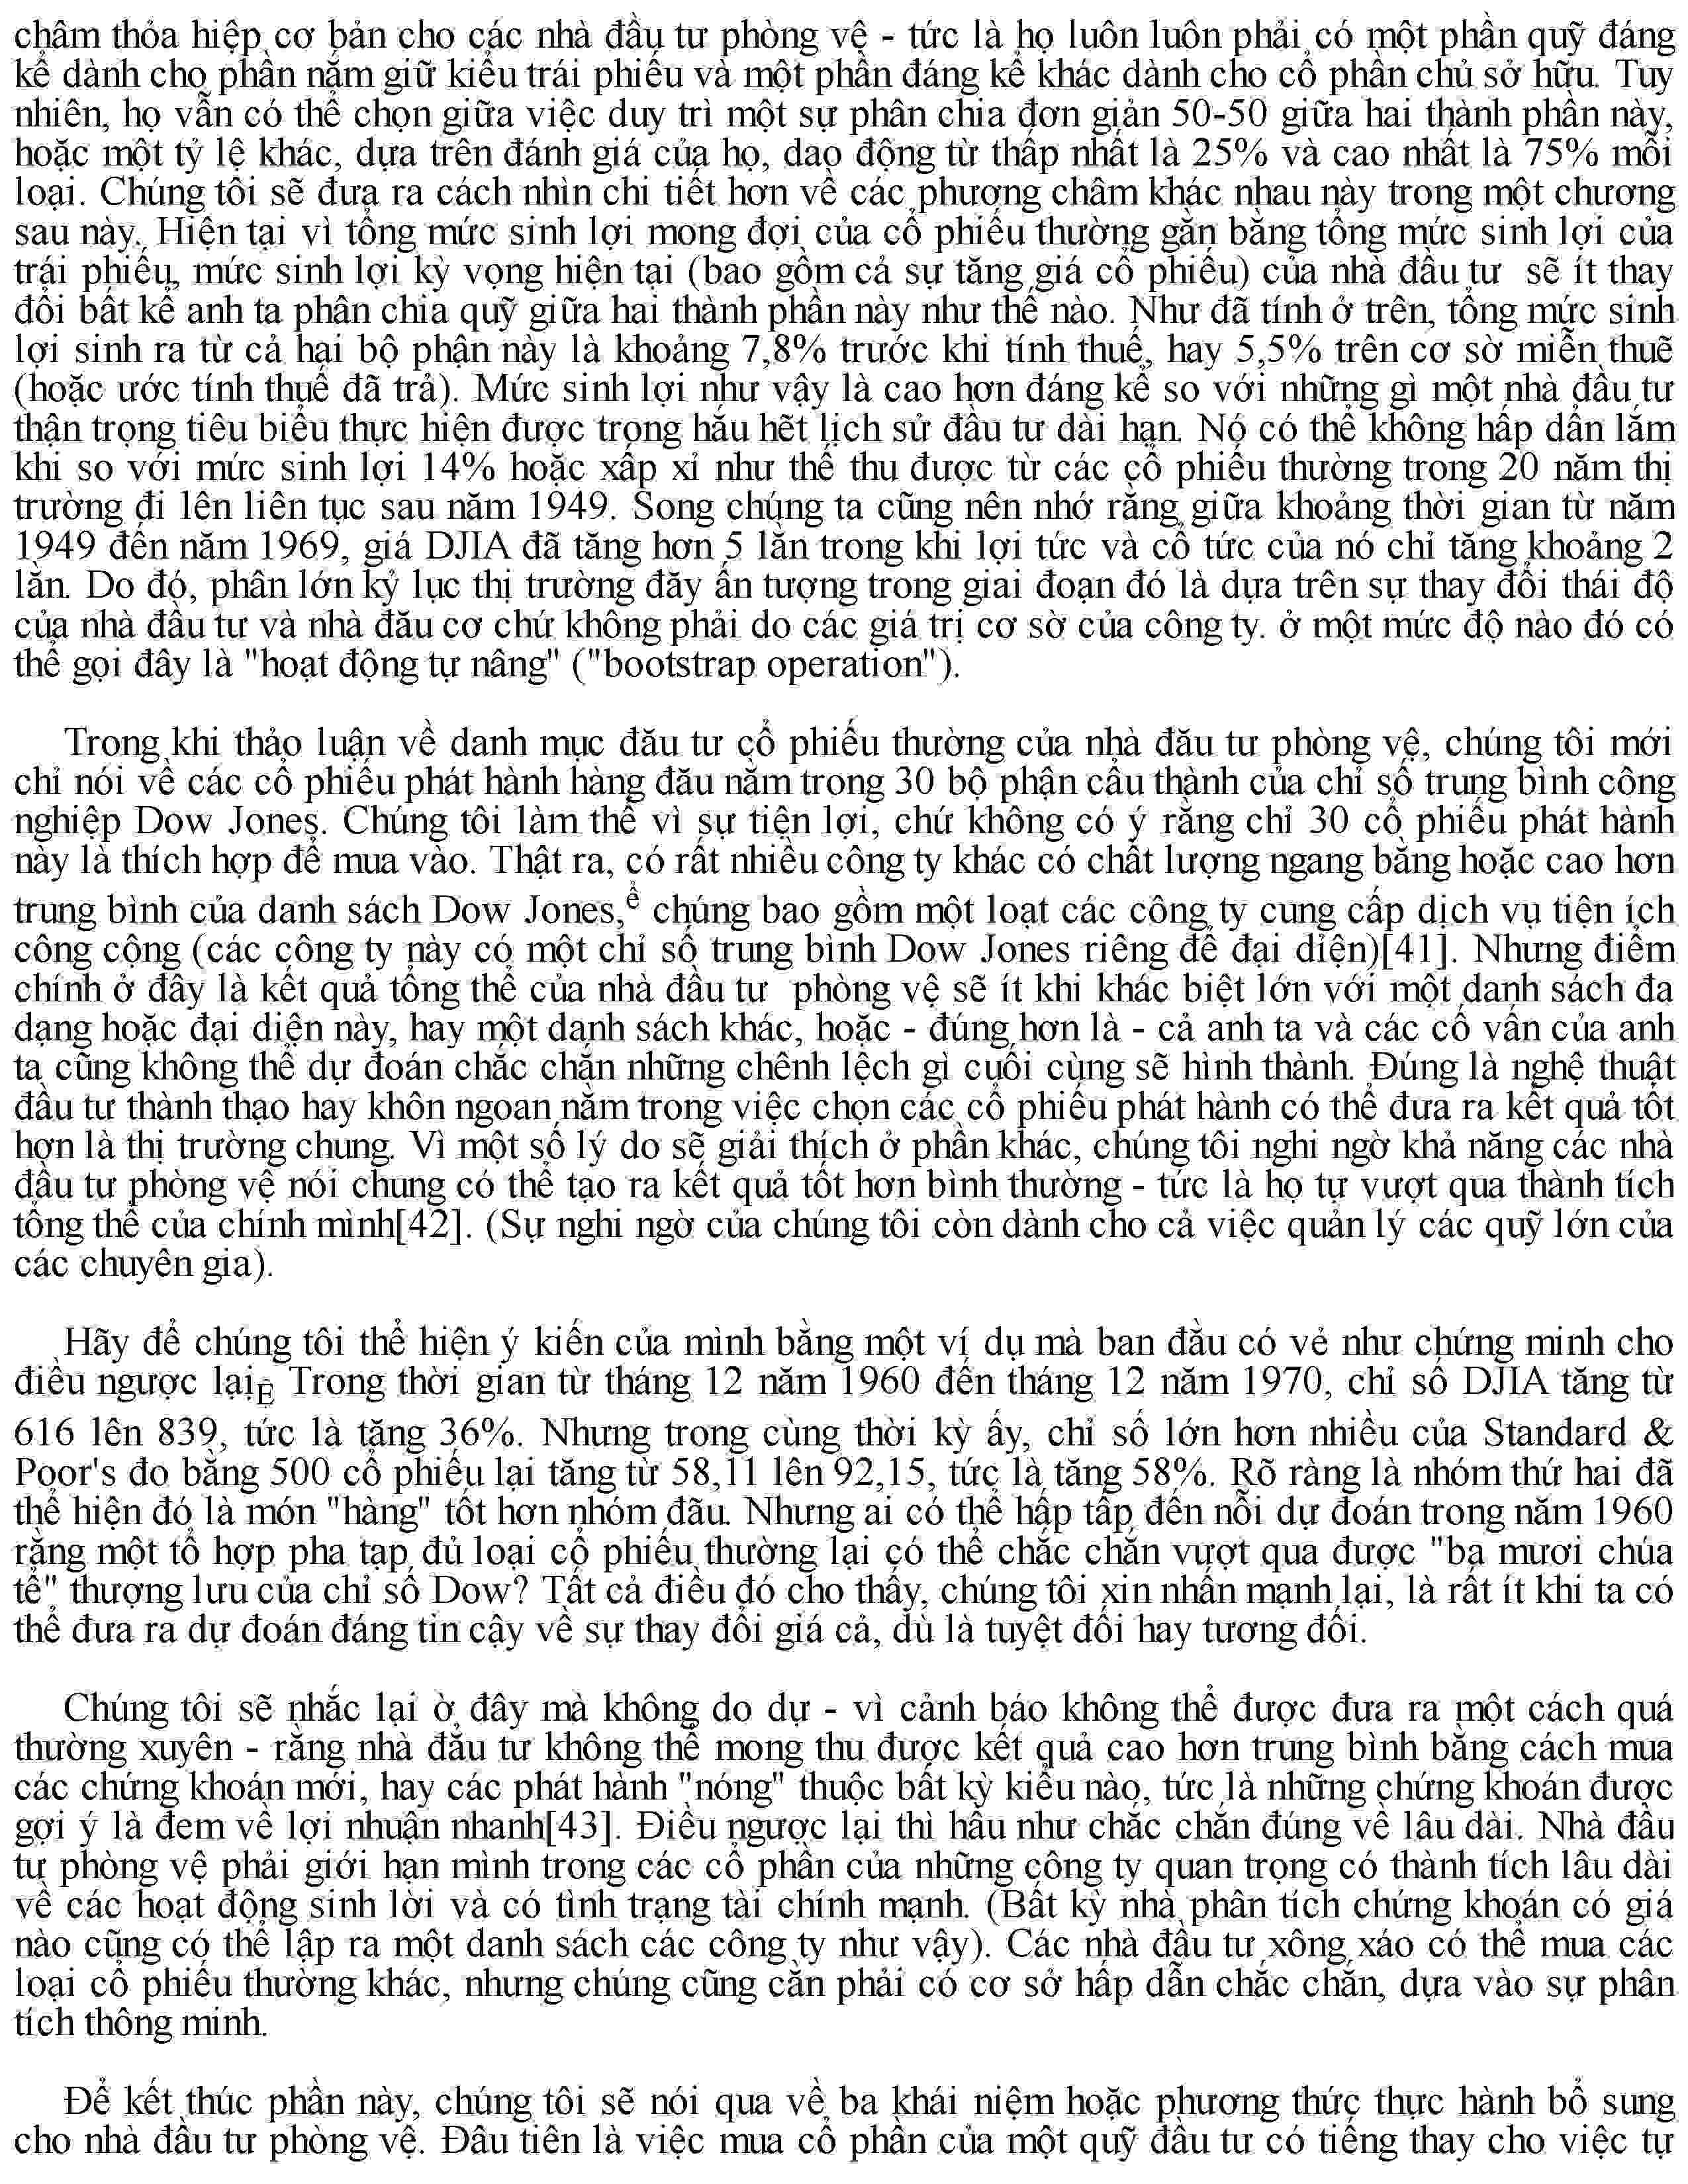 châm thỏa hiệp cơ bản cho các nhà đầu tư phòng vệ - tức là họ luôn luôn phải có một phần quỹ đáng
kể dành cho phần nắm giữ kiểu trái phiếu và một phần đáng kể khác dành cho cổ phần chủ sở hữu. Tuy
nhiên, họ vẫn có thể chọn giữa việc duy trì một sự phân chia đơn giản 50-50 giữa hai thành phần này,
hoặc một tỷ lệ khác, dựa trên đánh giá của họ, dao động từ thấp nhất là 25% và cao nhất là 75% mỗi
loại. Chúng tôi sẽ đưa ra cách nhìn chi tiết hơn về các phương châm khác nhau này trong một chương
sau này. Hiện tại vì tổng mức sinh lợi mong đợi của cổ phiếu thường gần bằng tổng mức sinh lợi của
trái phiếu, mức sinh lợi kỳ vọng hiện tại (bao gồm cả sự tăng giá cổ phiếu) của nhà đầu tư sẽ ít thay
đổi bất kể anh ta phân chia quỹ giữa hai thành phần này như thế nào. Như đã tính ở trên, tổng mức sinh
lợi sinh ra từ cả hai bộ phận này là khoảng 7,8% trước khi tính thuế, hay 5,5% trên cơ sờ miễn thuẽ
(hoặc ước tính thuế đã trả). Mức sinh lợi như vậy là cao hơn đáng kể so với những gì một nhà đầu tư
thận trọng tiêu biểu thực hiện được trong hầu hết lịch sử đầu tư dài hạn. Nó có thể không hấp dẫn lắm
khi so với mức sinh lợi 14% hoặc xấp xỉ như thế thu được từ các cổ phiếu thường trong 20 năm thị
trường đi lên liên tục sau năm 1949. Song chúng ta cũng nên nhớ rằng giữa khoảng thời gian từ năm
1949 đến năm 1969, giá DJIA đã tăng hơn 5 lần trong khi lợi tức và cổ tức của nó chỉ tăng khoảng 2
lần. Do đó, phần lớn kỷ lục thị trường đầy ấn tượng trong giai đoạn đó là dựa trên sự thay đổi thái độ
của nhà đầu tư và nhà đầu cơ chứ không phải do các giá trị cơ sờ của công ty. ở một mức độ nào đó có
thể gọi đây là "hoạt động tự nâng" ("bootstrap operation").
Trong khi thảo luận về danh mục đầu tư cổ phiếu thường của nhà đầu tư phòng vệ, chúng tôi mới
chỉ nói về các cổ phiếu phát hành hàng đầu nằm trong 30 bộ phận cấu thành của chỉ số trung bình công
nghiệp Dow Jones. Chúng tôi làm thế vì sự tiện lợi, chứ không có ý rằng chỉ 30 cổ phiếu phát hành
này là thích hợp để mua vào. Thật ra, có rất nhiều công ty khác có chất lượng ngang bằng hoặc cao hơn
trung bình của danh sách Dow Jones,ể chúng bao gồm một loạt các công ty cung cấp dịch vụ tiện ích
công cộng (các công ty này có một chỉ số trung bình Dow Jones riêng để đại diện)[41]. Nhưng điểm
chính ở đây là kết quả tổng thể của nhà đầu tư phòng vệ sẽ ít khi khác biệt lớn với một danh sách đa
dạng hoặc đại diện này, hay một danh sách khác, hoặc - đúng hơn là - cả anh ta và các cố vấn của anh
ta cũng không thể dự đoán chắc chắn những chênh lệch gì cuối cùng sẽ hình thành. Đúng là nghệ thuật
đầu tư thành thạo hay khôn ngoan nằm trong việc chọn các cổ phiếu phát hành có thể đưa ra kết quả tốt
hơn là thị trường chung. Vì một số lý do sẽ giải thích ở phần khác, chúng tôi nghi ngờ khả năng các nhà
đầu tư phòng vệ nói chung có thể tạo ra kết quả tốt hơn bình thường - tức là họ tự vượt qua thành tích
tổng thể của chính mình[42]. (Sự nghi ngờ của chúng tôi còn dành cho cả việc quản lý các quỹ lớn của
các chuyên gia).
Hãy để chúng tôi thể hiện ý kiến của mình bằng một ví dụ mà ban đầu có vẻ như chứng minh cho
điều ngược lạiẸ Trong thời gian từ tháng 12 năm 1960 đến tháng 12 năm 1970, chỉ số DJIA tăng từ
616 lên 839, tức là tăng 36%. Nhưng trong cùng thời kỳ ấy, chỉ số lớn hơn nhiều của Standard &
Poor's đo bằng 500 cổ phiếu lại tăng từ 58,11 lên 92,15, tức là tăng 58%. Rõ ràng là nhóm thứ hai đã
thể hiện đó là món "hàng" tốt hơn nhóm đầu. Nhưng ai có thể hấp tấp đến nỗi dự đoán trong năm 1960
rằng một tổ hợp pha tạp đủ loại cổ phiếu thường lại có thể chắc chắn vượt qua được "ba mươi chúa
tể" thượng lưu của chỉ số Dow? Tất cả điều đó cho thấy, chúng tôi xin nhấn mạnh lại, là rất ít khi ta có
thể đưa ra dự đoán đáng tin cậy về sự thay đổi giá cả, dù là tuyệt đối hay tương đối.
Chúng tôi sẽ nhắc lại ờ đây mà không do dự - vì cảnh báo không thể được đưa ra một cách quá
thường xuyên - rằng nhà đầu tư không thể mong thu được kết quả cao hơn trung bình bằng cách mua
các chứng khoán mới, hay các phát hành "nóng" thuộc bất kỳ kiểu nào, tức là những chứng khoán được
gợi ý là đem về lợi nhuận nhanh[43]. Điều ngược lại thì hầu như chắc chắn đúng về lâu dài. Nhà đầu
tư phòng vệ phải giới hạn mình trong các cổ phần của những công ty quan trọng có thành tích lâu dài
về các hoạt động sinh lời và có tình trạng tài chính mạnh. (Bất kỳ nhà phân tích chứng khoán có giá
nào cũng có thể lập ra một danh sách các công ty như vậy). Các nhà đầu tư xông xáo có thể mua các
loại cổ phiếu thường khác, nhưng chúng cũng cần phải có cơ sở hấp dẫn chắc chắn, dựa vào sự phân
tích thông minh.
Để kết thúc phần này, chúng tôi sẽ nói qua về ba khái niệm hoặc phương thức thực hành bổ sung
cho nhà đầu tư phòng vệ. Đầu tiên là việc mua cổ phần của một quỹ đầu tư có tiếng thay cho việc tự